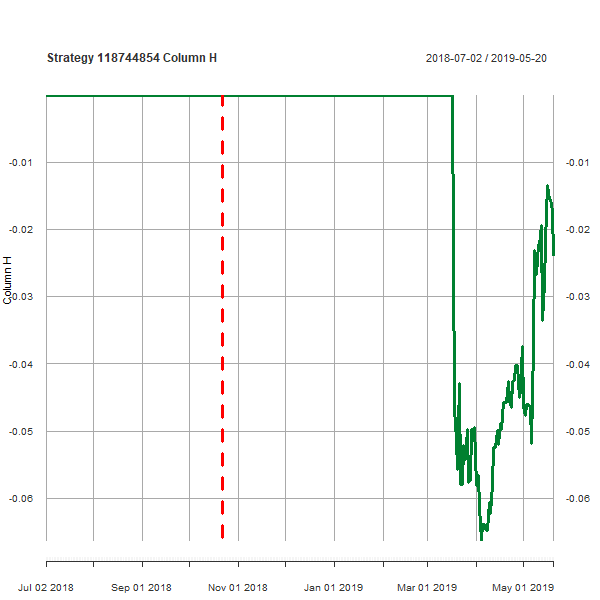 Strategy 118744854 Column H
2018-07-02 / 2019-05-20
-0.01
-0.01
-0.02
-0.02
Column H
-0.03
-0.03
-0.04
-0.04
-0.05
-0.05
-0.06
-0.06
Jul 02 2018
Sep 01 2018
Nov 01 2018
Jan 01 2019
Mar 01 2019
May 01 2019